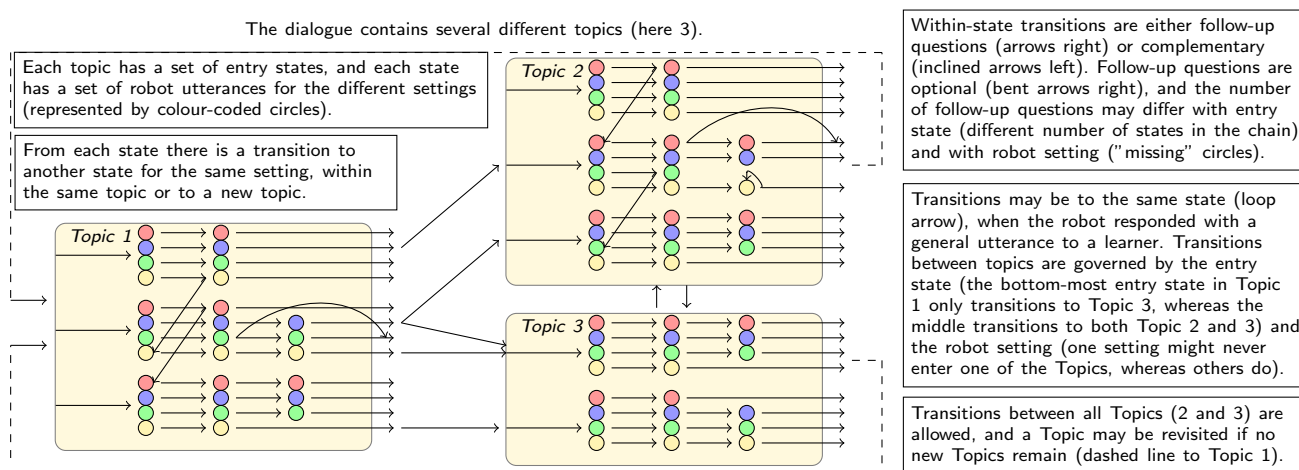 The dialogue contains several different topics (here 3).
Each topic has a set of entry states, and each state
has a set of robot utterances for the different settings
(represented by colour-coded circles).
From each state there is a transition to
another state for the same setting, within
the same topic or to a new topic.
Topic 1
Topic 2
Topic 3
Within-state transitions are either follow-up
questions (arrows right) or complementary
(inclined arrows left). Follow-up questions are
optional (bent arrows right), and the number
of follow-up questions may differ with entry
state (different number of states in the chain)
and with robot setting ("missing" circles).
Transitions may be to the same state (loop
arrow), when the robot responded with a
general utterance to a learner. Transitions
between topics are governed by the entry
state (the bottom-most entry state in Topic
1 only transitions to Topic 3, whereas the
middle transitions to both Topic 2 and 3) and
the robot setting (one setting might never
enter one of the Topics, whereas others do).
Transitions between all Topics (2 and 3) are
allowed, and a Topic may be revisited if no
new Topics remain (dashed line to Topic 1).